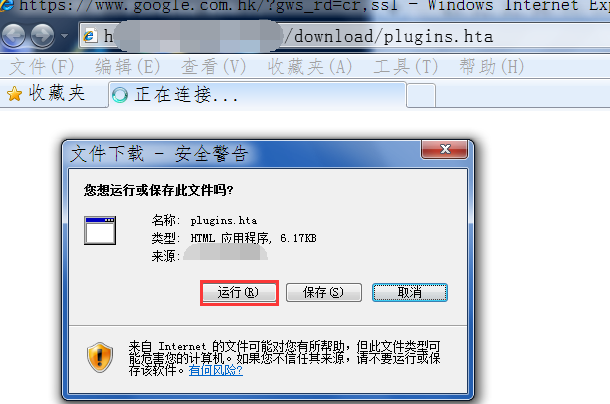 https://www.google.com.hk/?gws_rd=cr,ssl - Windows Internet Exp
h /download/plugins.hta
文件(F) 编辑(E) 查看(V) 收藏夹(A) 工具(T) 帮助(H)
收藏夹 正在连接...
文件下载 - 安全警告
您想运行或保存此文件吗?
名称: plugins.hta
类型: HTML 应用程序, 6.17KB
来源:
运行(R) 保存(S) 取消
来自 Internet 的文件可能对您有所帮助，但此文件类型可
能危害您的计算机。如果您不信任其来源，请不要运行或保
存该软件。有何风险?